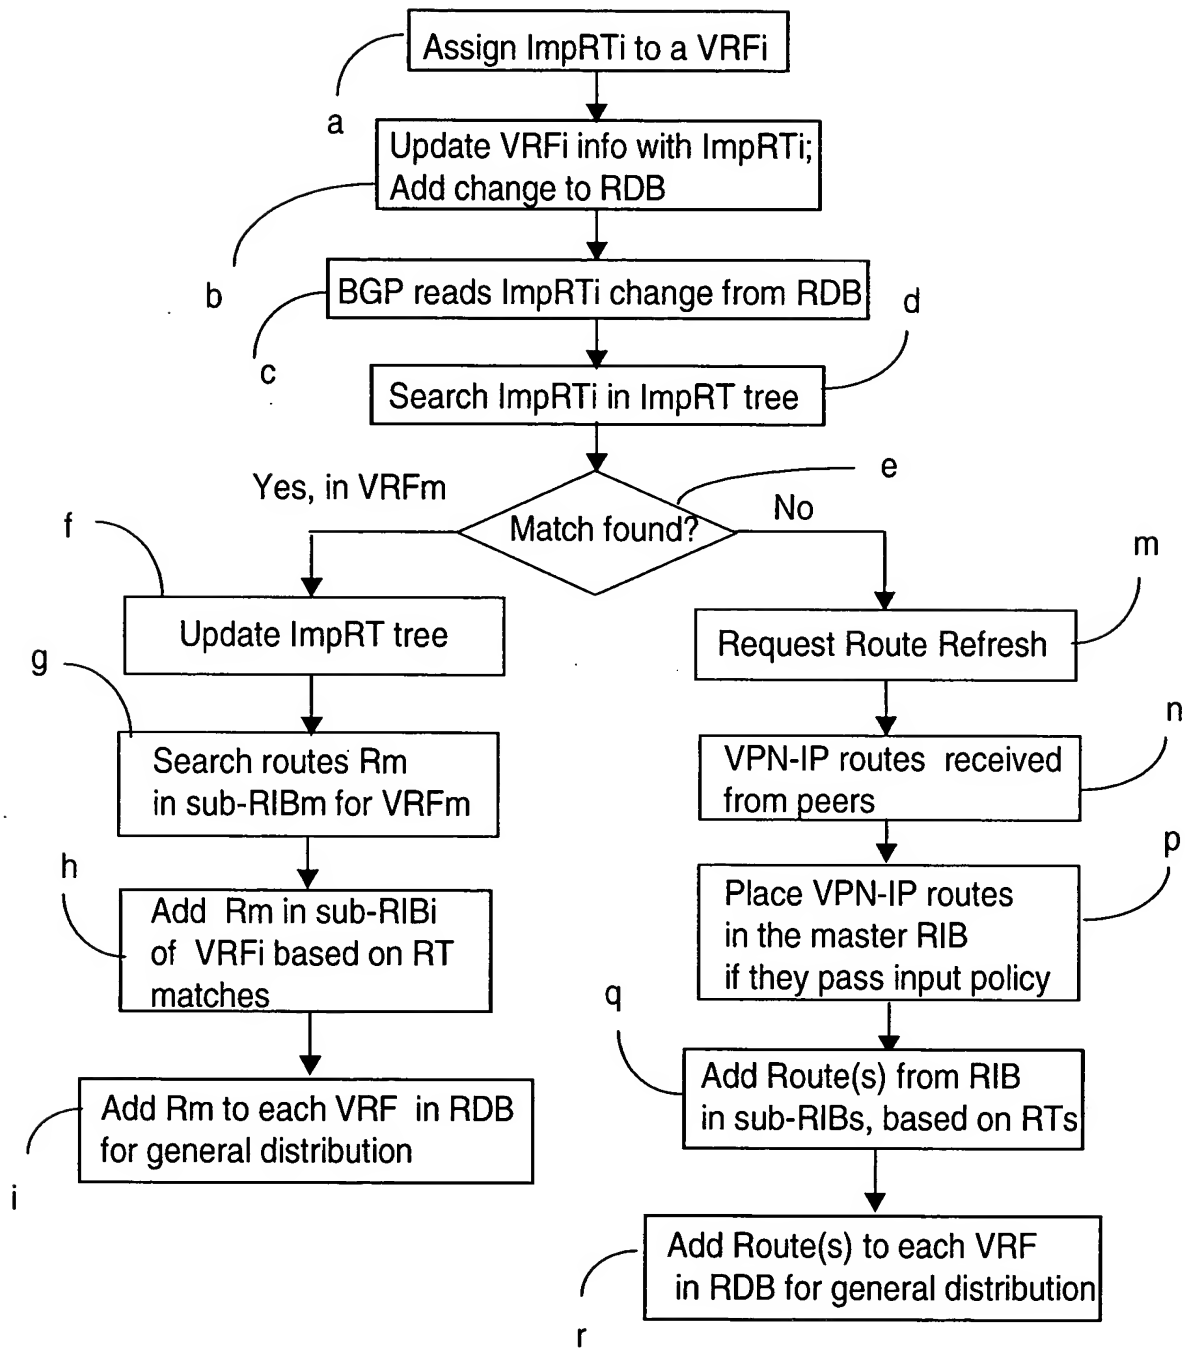 Assign ImpRTi to a VRFi
a
Update VRFi info with ImpRTi;
Add change to RDB
b
BGP reads ImpRTi change from RDB
c
d
Search ImpRTi in ImpRT tree
e
Yes, in VRFm
No
Match found?
f
m
Update ImpRT tree
Request Route Refresh
g
n
Search routes Rm
in sub-RIBm for VRFm
VPN-IP routes received
from peers
h
p
Add Rm in sub-RIBi
of VRFi based on RT
matches
Place VPN-IP routes
in the master RIB
if they pass input policy
q
Add Rm to each VRF in RDB
for general distribution
i
Add Route(s) from RIB
in sub-RIBs, based on RTs
Add Route(s) to each VRF
in RDB for general distribution
r